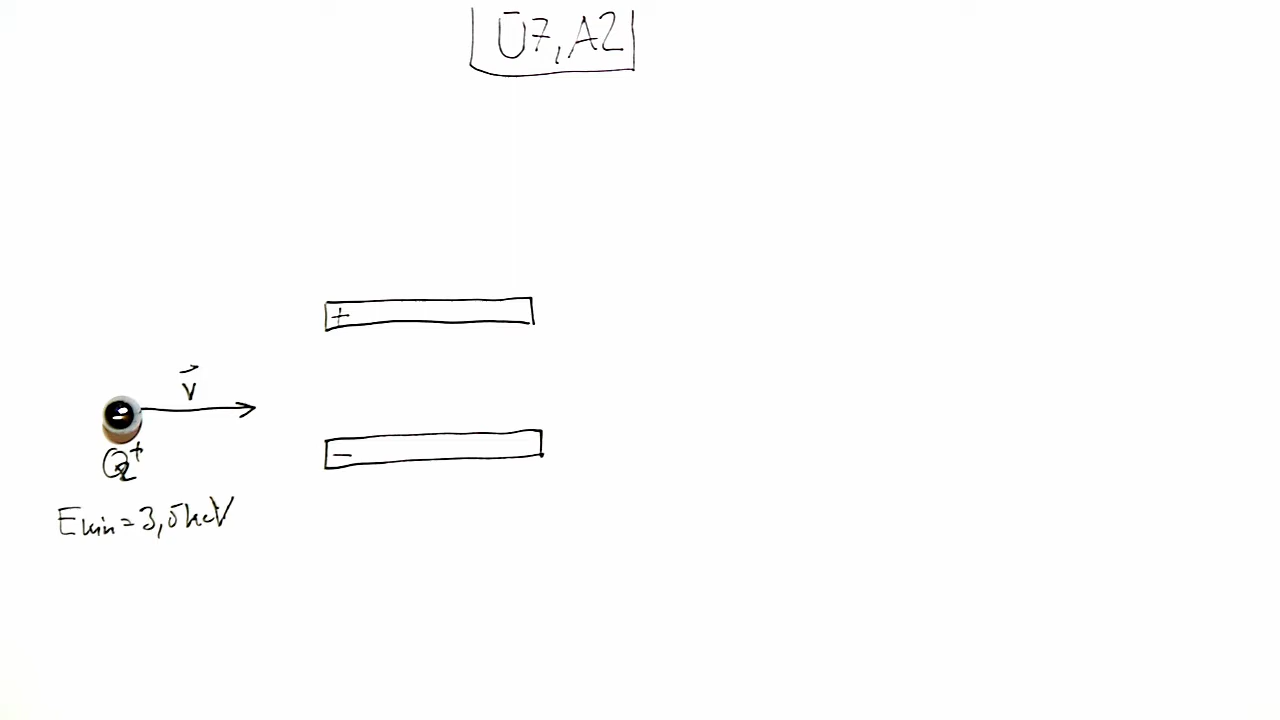 Ü7, A2
+
v
−
Q+
Ekin = 3,5keV